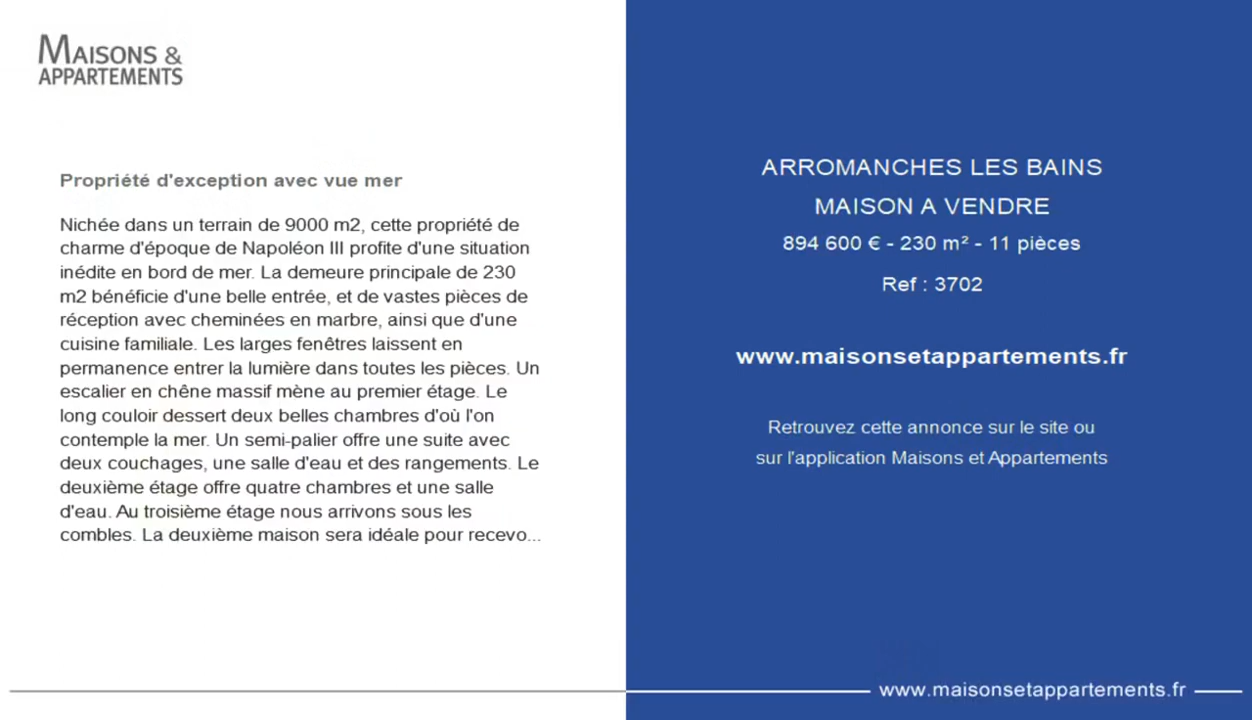 MAISONS &
APPARTEMENTS
Propriété d'exception avec vue mer
Nichée dans un terrain de 9000 m2, cette propriété de
charme d'époque de Napoléon III profite d'une situation
inédite en bord de mer. La demeure principale de 230
m2 bénéficie d'une belle entrée, et de vastes pièces de
réception avec cheminées en marbre, ainsi que d'une
cuisine familiale. Les larges fenêtres laissent en
permanence entrer la lumière dans toutes les pièces. Un
escalier en chêne massif mène au premier étage. Le
long couloir dessert deux belles chambres d'où l'on
contemple la mer. Un semi-palier offre une suite avec
deux couchages, une salle d'eau et des rangements. Le
deuxième étage offre quatre chambres et une salle
d'eau. Au troisième étage nous arrivons sous les
combles. La deuxième maison sera idéale pour recevo...
ARROMANCHES LES BAINS
MAISON A VENDRE
894 600 € - 230 m² - 11 pièces
Ref : 3702
www.maisonsetappartements.fr
Retrouvez cette annonce sur le site ou
sur l'application Maisons et Appartements
www.maisonsetappartements.fr